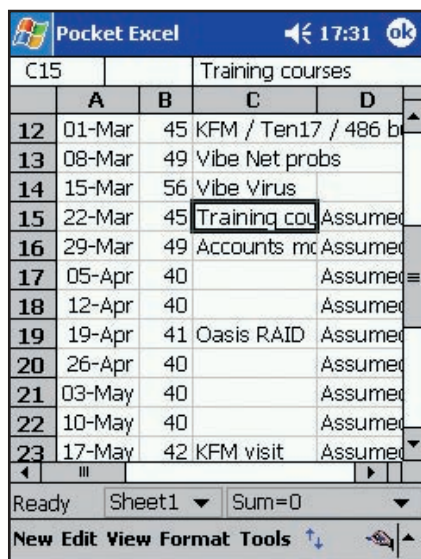 Pocket Excel 17:31 ok
C15 Training courses
A B C D
12 01-Mar 45 KFM / Ten17 / 486 b
13 08-Mar 49 Vibe Net probs
14 15-Mar 56 Vibe Virus
15 22-Mar 45 Training cou Assumed
16 29-Mar 49 Accounts mo Assumed
17 05-Apr 40 Assumed
18 12-Apr 40 Assumed
19 19-Apr 41 Oasis RAID Assumed
20 26-Apr 40 Assumed
21 03-May 40 Assumed
22 10-May 40 Assumed
23 17-May 42 KFM visit Assumed
Ready Sheet1 Sum=0
New Edit View Format Tools